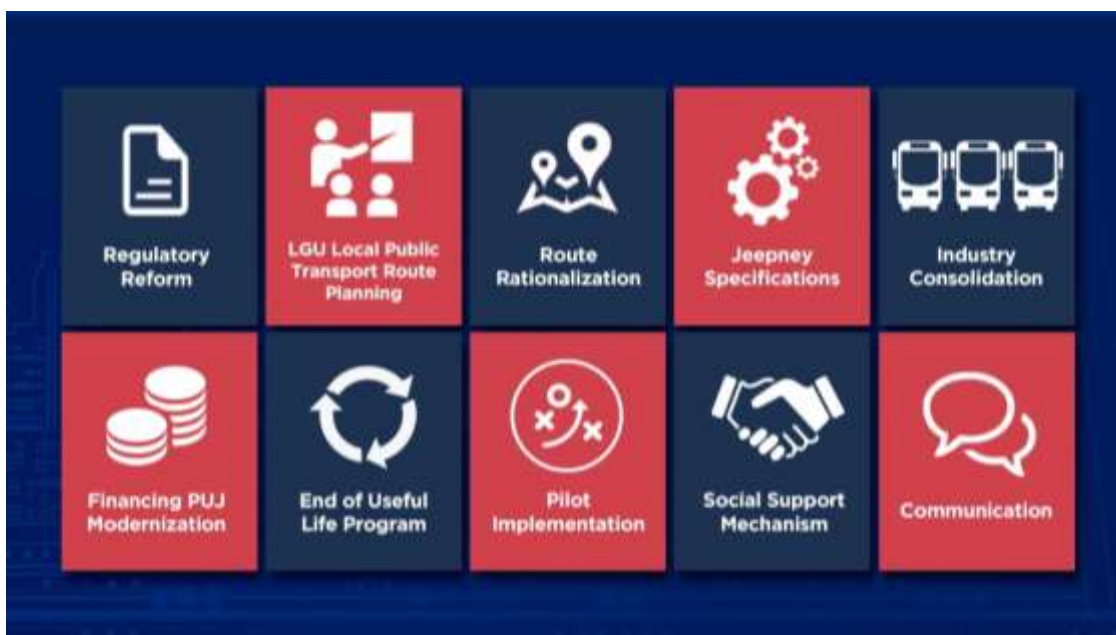 Regulatory
Reform
LGU Local Public
Transport Route
Planning
Route
Rationalization
Jeepney
Specifications
Industry
Consolidation
Financing PUJ
Modernization
End of Useful
Life Program
Pilot
Implementation
Social Support
Mechanism
Communication